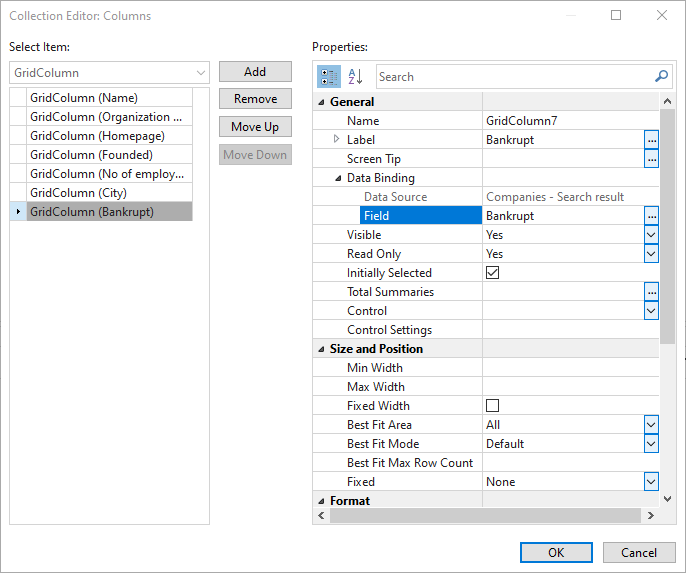 Collection Editor: Columns
Select Item:
GridColumn
GridColumn (Name)
GridColumn (Organization ...
GridColumn (Homepage)
GridColumn (Founded)
GridColumn (No of employ...
GridColumn (City)
GridColumn (Bankrupt)
Add
Remove
Move Up
Move Down
Properties:
A Z Search
General
Name GridColumn7
Label Bankrupt ...
Screen Tip ...
Data Binding
Data Source Companies - Search result
Field Bankrupt ...
Visible Yes
Read Only Yes
Initially Selected
Total Summaries ...
Control
Control Settings
Size and Position
Min Width
Max Width
Fixed Width
Best Fit Area All
Best Fit Mode Default
Best Fit Max Row Count
Fixed None
Format
OK Cancel